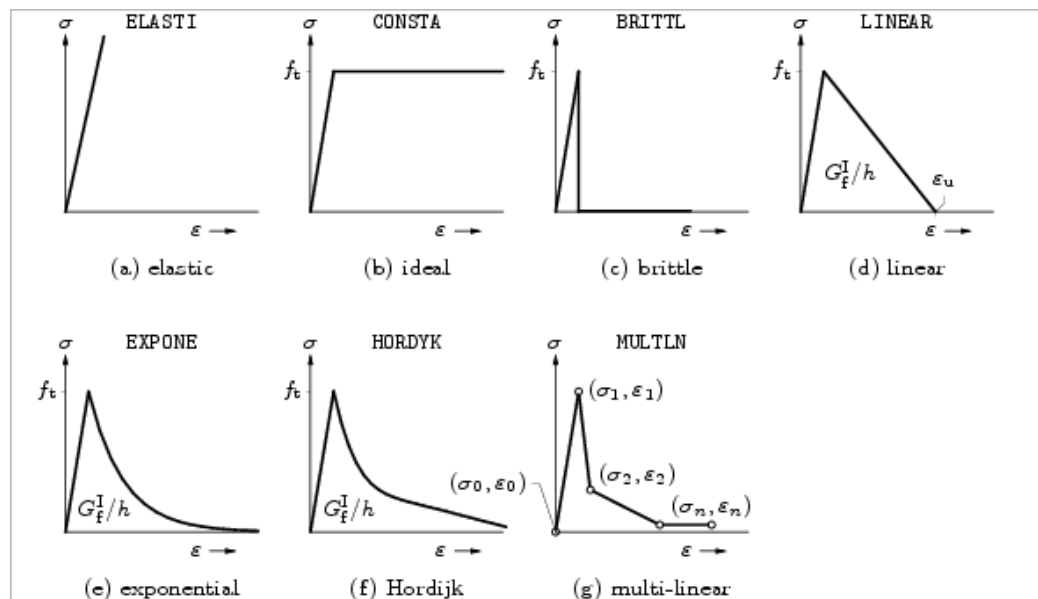 σ ELASTI
ε →
(a) elastic
σ CONSTA
f_t
ε →
(b) ideal
σ BRITTL
f_t
ε →
(c) brittle
σ LINEAR
f_t
G_f^I/h
ε_u
ε →
(d) linear
σ EXPONE
f_t
G_f^I/h
ε →
(e) exponential
σ HORDYK
f_t
G_f^I/h
ε →
(f) Hordijk
σ MULTLN
(σ_1, ε_1)
(σ_0, ε_0)
(σ_2, ε_2)
(σ_n, ε_n)
ε →
(g) multi-linear